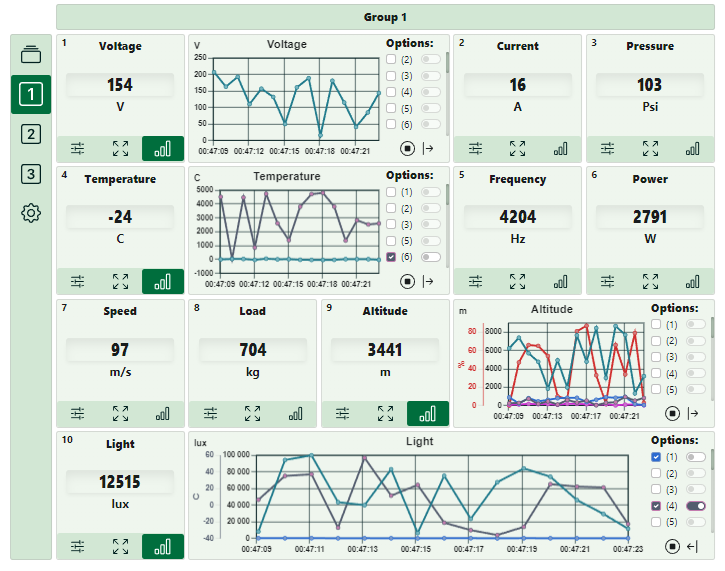 Group 1
1
2
3
1
Voltage
154
V
V
Voltage
250
200
150
100
50
0
00:47:09
00:47:12
00:47:15
00:47:18
00:47:21
Options:
(2)
(3)
(4)
(5)
(6)
2
Current
16
A
3
Pressure
103
Psi
4
Temperature
-24
C
C
Temperature
5000
4000
3000
2000
1000
0
-1000
00:47:09
00:47:12
00:47:15
00:47:18
00:47:21
Options:
(1)
(2)
(3)
(5)
(6)
5
Frequency
4204
Hz
6
Power
2791
W
7
Speed
97
m/s
8
Load
704
kg
9
Altitude
3441
m
m
Altitude
%
80
60
40
20
0
8000
6000
4000
2000
0
00:47:09
00:47:13
00:47:17
00:47:21
Options:
(1)
(2)
(3)
(4)
(5)
10
Light
12515
lux
lux
Light
C
60
40
20
0
-20
-40
100 000
80 000
60 000
40 000
20 000
0
00:47:09
00:47:11
00:47:13
00:47:15
00:47:17
00:47:19
00:47:21
00:47:23
Options:
(1)
(2)
(3)
(4)
(5)